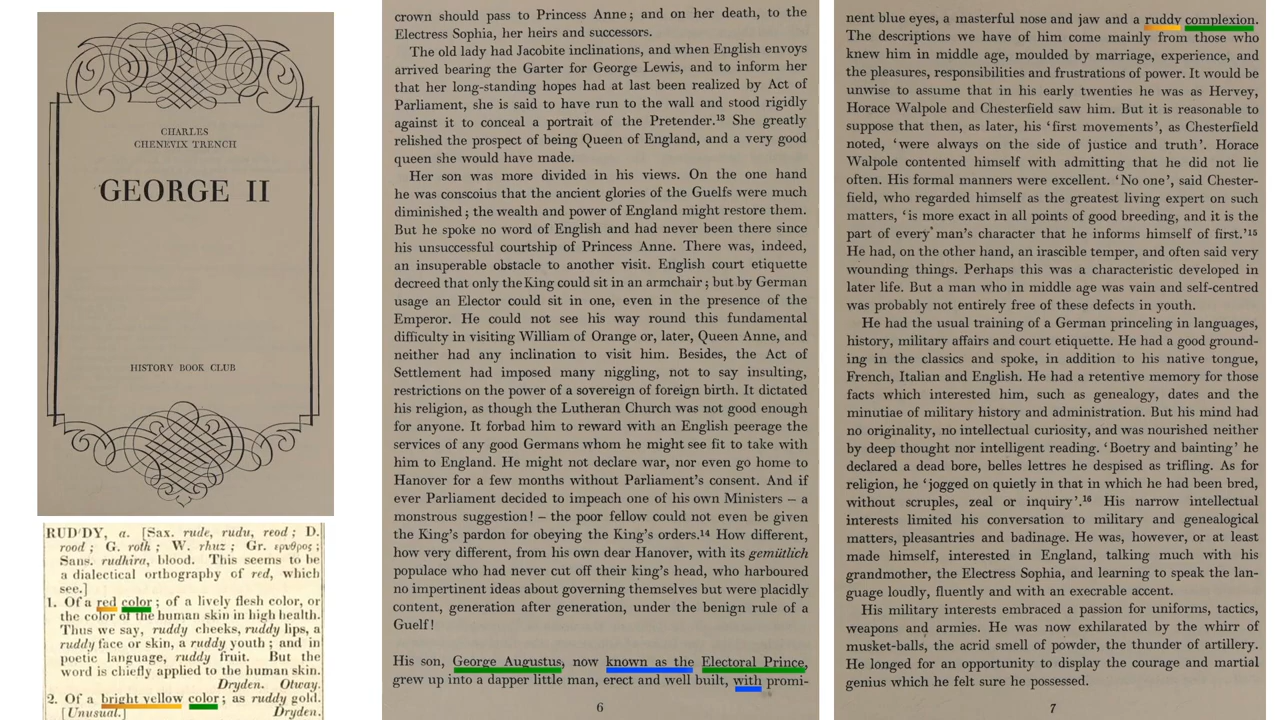 CHARLES
CHENEVIX TRENCH
GEORGE II
HISTORY BOOK CLUB
RUD'DY, a. [Sax. rude, rudu, reod; D.
rood; G. roth; W. rhuz; Gr. ερυθρος;
Sans. rudhira, blood. This seems to be
a dialectical orthography of red, which
see.]
1. Of a red color; of a lively flesh color, or
the color of the human skin in high health.
Thus we say, ruddy cheeks, ruddy lips, a
ruddy face or skin, a ruddy youth; and in
poetic language, ruddy fruit. But the
word is chiefly applied to the human skin.
Dryden. Otway.
2. Of a bright yellow color; as ruddy gold.
[Unusual.] Dryden.
crown should pass to Princess Anne; and on her death, to the
Electress Sophia, her heirs and successors.
The old lady had Jacobite inclinations, and when English envoys
arrived bearing the Garter for George Lewis, and to inform her
that her long-standing hopes had at last been realized by Act of
Parliament, she is said to have run to the wall and stood rigidly
against it to conceal a portrait of the Pretender.¹³ She greatly
relished the prospect of being Queen of England, and a very good
queen she would have made.
Her son was more divided in his views. On the one hand
he was conscoius that the ancient glories of the Guelfs were much
diminished; the wealth and power of England might restore them.
But he spoke no word of English and had never been there since
his unsuccessful courtship of Princess Anne. There was, indeed,
an insuperable obstacle to another visit. English court etiquette
decreed that only the King could sit in an armchair; but by German
usage an Elector could sit in one, even in the presence of the
Emperor. He could not see his way round this fundamental
difficulty in visiting William of Orange or, later, Queen Anne, and
neither had any inclination to visit him. Besides, the Act of
Settlement had imposed many niggling, not to say insulting,
restrictions on the power of a sovereign of foreign birth. It dictated
his religion, as though the Lutheran Church was not good enough
for anyone. It forbad him to reward with an English peerage the
services of any good Germans whom he might see fit to take with
him to England. He might not declare war, nor even go home to
Hanover for a few months without Parliament's consent. And if
ever Parliament decided to impeach one of his own Ministers – a
monstrous suggestion! – the poor fellow could not even be given
the King's pardon for obeying the King's orders.¹⁴ How different,
how very different, from his own dear Hanover, with its gemütlich
populace who had never cut off their king's head, who harboured
no impertinent ideas about governing themselves but were placidly
content, generation after generation, under the benign rule of a
Guelf!
His son, George Augustus, now known as the Electoral Prince,
grew up into a dapper little man, erect and well built, with promi-
6
nent blue eyes, a masterful nose and jaw and a ruddy complexion.
The descriptions we have of him come mainly from those who
knew him in middle age, moulded by marriage, experience, and
the pleasures, responsibilities and frustrations of power. It would be
unwise to assume that in his early twenties he was as Hervey,
Horace Walpole and Chesterfield saw him. But it is reasonable to
suppose that then, as later, his 'first movements', as Chesterfield
noted, 'were always on the side of justice and truth'. Horace
Walpole contented himself with admitting that he did not lie
often. His formal manners were excellent. 'No one', said Chester-
field, who regarded himself as the greatest living expert on such
matters, 'is more exact in all points of good breeding, and it is the
part of every man's character that he informs himself of first.'¹⁵
He had, on the other hand, an irascible temper, and often said very
wounding things. Perhaps this was a characteristic developed in
later life. But a man who in middle age was vain and self-centred
was probably not entirely free of these defects in youth.
He had the usual training of a German princeling in languages,
history, military affairs and court etiquette. He had a good ground-
ing in the classics and spoke, in addition to his native tongue,
French, Italian and English. He had a retentive memory for those
facts which interested him, such as genealogy, dates and the
minutiae of military history and administration. But his mind had
no originality, no intellectual curiosity, and was nourished neither
by deep thought nor intelligent reading. 'Boetry and bainting' he
declared a dead bore, belles lettres he despised as trifling. As for
religion, he 'jogged on quietly in that in which he had been bred,
without scruples, zeal or inquiry'.¹⁶ His narrow intellectual
interests limited his conversation to military and genealogical
matters, pleasantries and badinage. He was, however, or at least
made himself, interested in England, talking much with his
grandmother, the Electress Sophia, and learning to speak the lan-
guage loudly, fluently and with an execrable accent.
His military interests embraced a passion for uniforms, tactics,
weapons and armies. He was now exhilarated by the whirr of
musket-balls, the acrid smell of powder, the thunder of artillery.
He longed for an opportunity to display the courage and martial
genius which he felt sure he possessed.
7